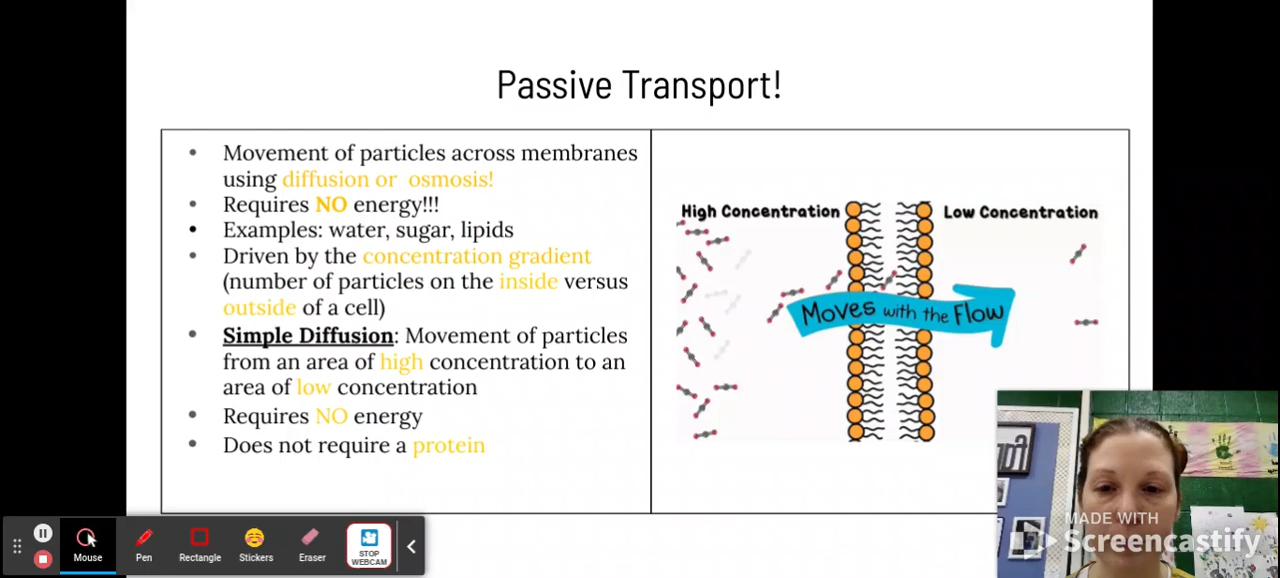 Passive Transport!
Movement of particles across membranes
using diffusion or osmosis!
Requires NO energy!!!
Examples: water, sugar, lipids
Driven by the concentration gradient
(number of particles on the inside versus
outside of a cell)
Simple Diffusion: Movement of particles
from an area of high concentration to an
area of low concentration
Requires NO energy
Does not require a protein
High Concentration
Low Concentration
Moves with the Flow
Mouse
Pen
Rectangle
Stickers
Eraser
STOP
WEBCAM
MADE WITH
Screencastify